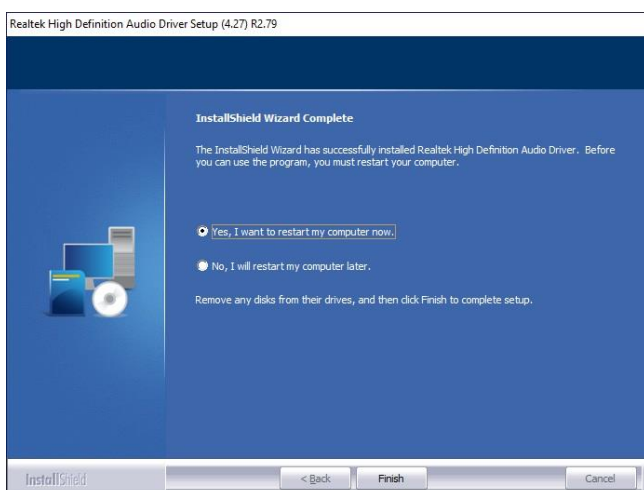 Realtek High Definition Audio Driver Setup (4.27) R2.79
InstallShield Wizard Complete
The InstallShield Wizard has successfully installed Realtek High Definition Audio Driver. Before
you can use the program, you must restart your computer.
Yes, I want to restart my computer now.
No, I will restart my computer later.
Remove any disks from their drives, and then click Finish to complete setup.
InstallShield
< Back
Finish
Cancel